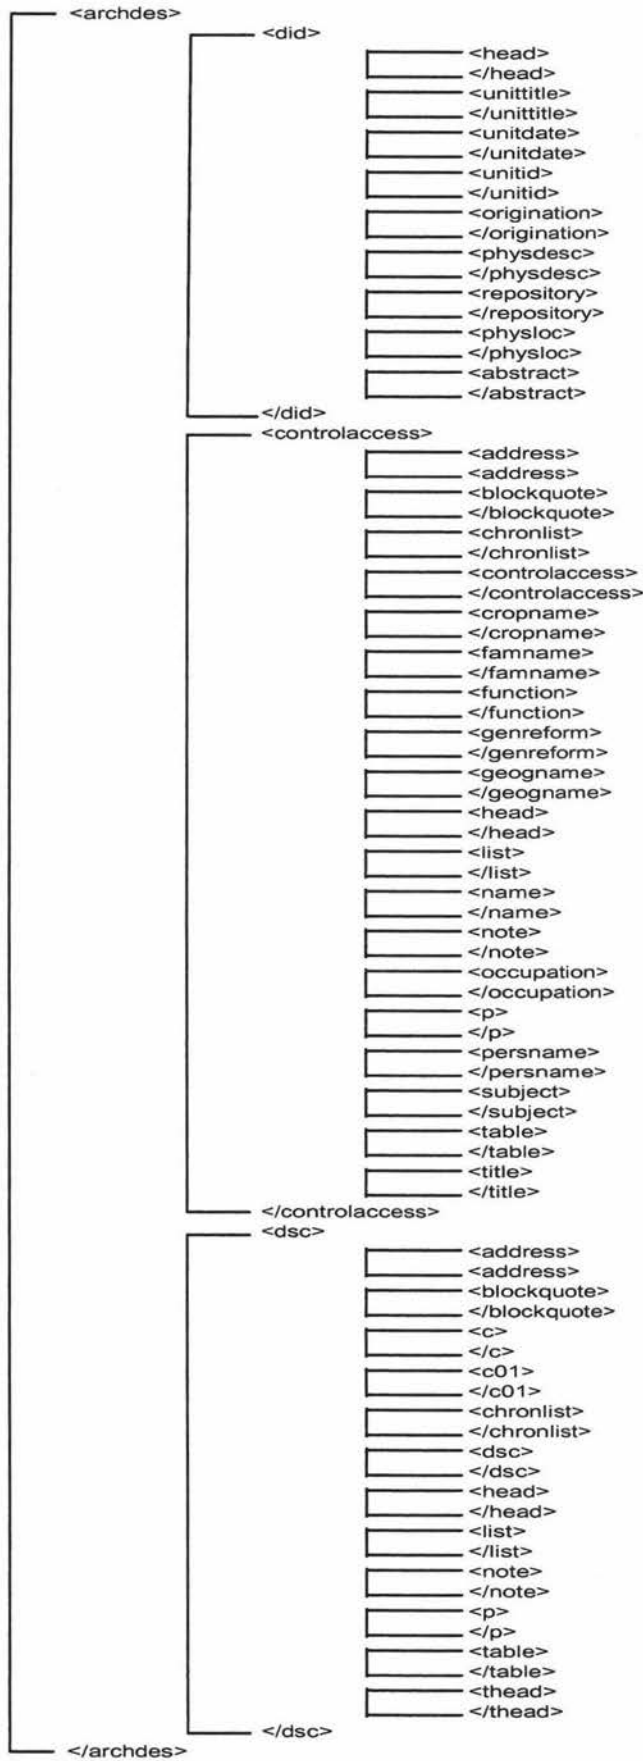 <archdes>
<did>
<head>
</head>
<unittitle>
</unittitle>
<unitdate>
</unitdate>
<unitid>
</unitid>
<origination>
</origination>
<physdesc>
</physdesc>
<repository>
</repository>
<physloc>
</physloc>
<abstract>
</abstract>
</did>
<controlaccess>
<address>
<address>
<blockquote>
</blockquote>
<chronlist>
</chronlist>
<controlaccess>
</controlaccess>
<cropname>
</cropname>
<famname>
</famname>
<function>
</function>
<genreform>
</genreform>
<geogname>
</geogname>
<head>
</head>
<list>
</list>
<name>
</name>
<note>
</note>
<occupation>
</occupation>
<p>
</p>
<persname>
</persname>
<subject>
</subject>
<table>
</table>
<title>
</title>
</controlaccess>
<dsc>
<address>
<address>
<blockquote>
</blockquote>
<c>
</c>
<c01>
</c01>
<chronlist>
</chronlist>
<dsc>
</dsc>
<head>
</head>
<list>
</list>
<note>
</note>
<p>
</p>
<table>
</table>
<thead>
</thead>
</dsc>
</archdes>